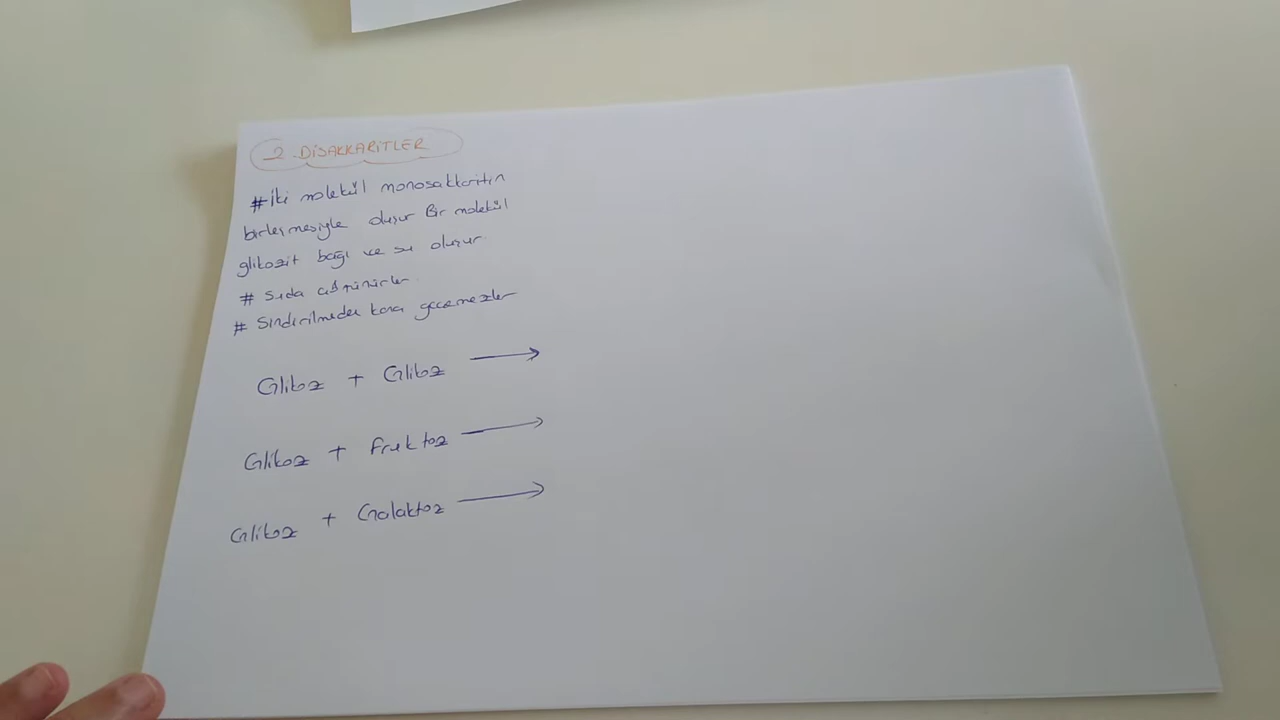 2. DİSAKKARİTLER
# İki molekül monosakkaritin
birleşmesiyle oluşur Bir molekül
glikozit bağı ve su oluşur
# Suda çözünürler
# Sindirilmeden kana geçemezler
Glikoz + Glikoz →
Glikoz + Fruktoz →
Glikoz + Galaktoz →